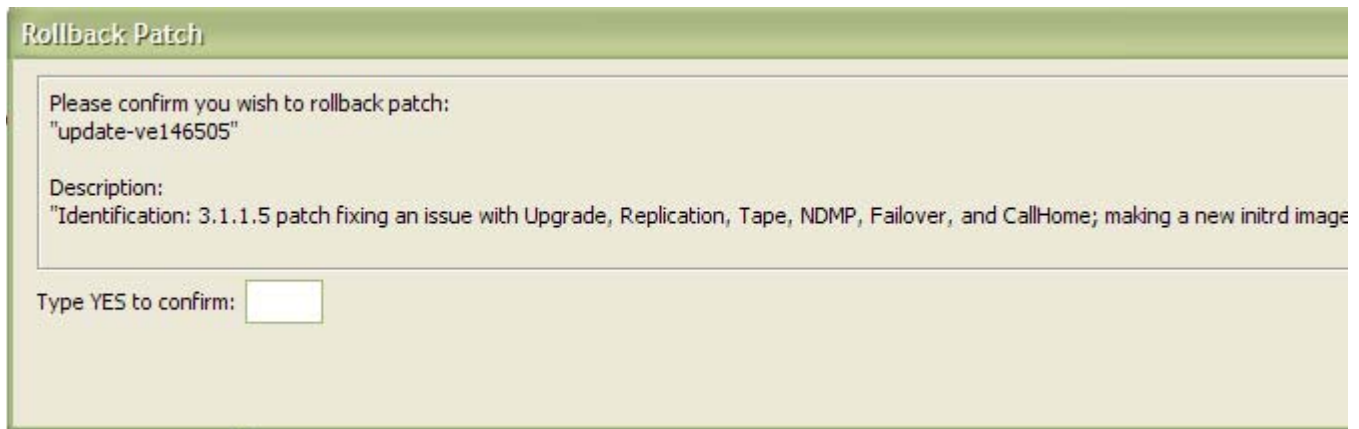 Rollback Patch
Please confirm you wish to rollback patch:
"update-ve146505"
Description:
"Identification: 3.1.1.5 patch fixing an issue with Upgrade, Replication, Tape, NDMP, Failover, and CallHome; making a new initrd image
Type YES to confirm: